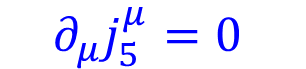 ∂_μ j_5^μ = 0